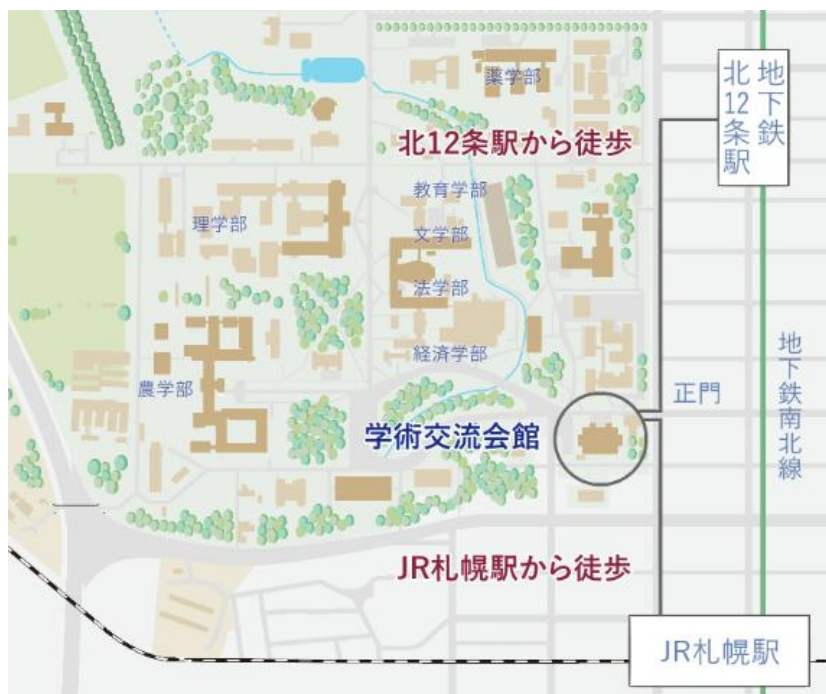 薬学部
地下鉄
北12条駅
北12条駅から徒歩
教育学部
理学部
文学部
法学部
経済学部
地下鉄南北線
農学部
正門
学術交流会館
JR札幌駅から徒歩
JR札幌駅